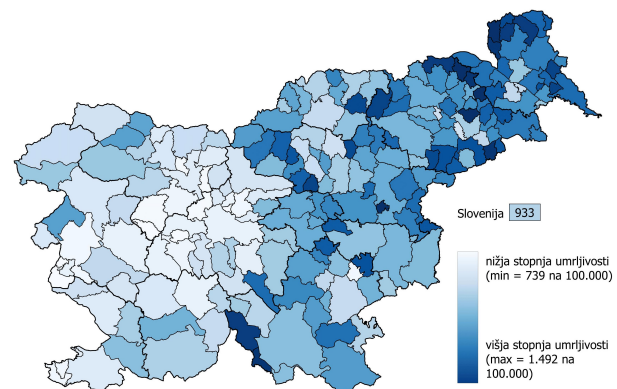 Slovenija 933
nižja stopnja umrljivosti
(min = 739 na 100.000)
višja stopnja umrljivosti
(max = 1.492 na
100.000)